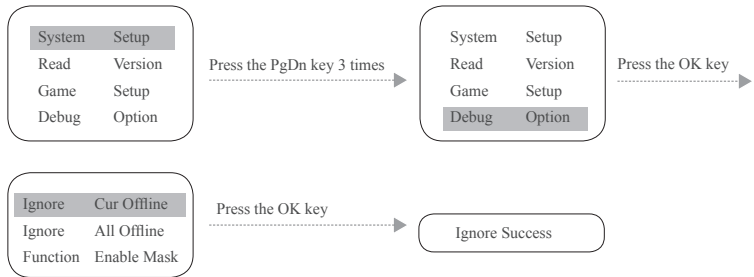 System Setup
Read Version
Game Setup
Debug Option
Press the PgDn key 3 times
System Setup
Read Version
Game Setup
Debug Option
Press the OK key
Ignore Cur Offline
Ignore All Offline
Function Enable Mask
Press the OK key
Ignore Success